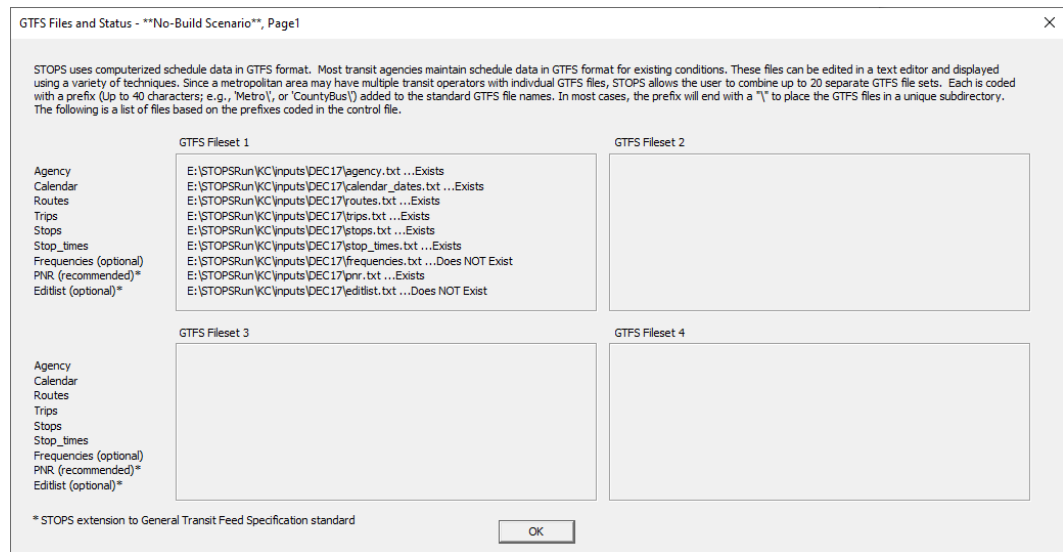 GTFS Files and Status - **No-Build Scenario**, Page1
STOPS uses computerized schedule data in GTFS format.  Most transit agencies maintain schedule data in GTFS format for existing conditions. These files can be edited in a text editor and displayed
using a variety of techniques. Since a metropolitan area may have multiple transit operators with indivdual GTFS files, STOPS allows the user to combine up to 20 separate GTFS file sets.  Each is coded
with a prefix (Up to 40 characters; e.g., 'Metro\', or 'CountyBus\') added to the standard GTFS file names. In most cases, the prefix will end with a "\" to place the GTFS files in a unique subdirectory.
The following is a list of files based on the prefixes coded in the control file.
GTFS Fileset 1
GTFS Fileset 2
Agency E:\STOPSRun\KC\inputs\DEC17\agency.txt ...Exists
Calendar E:\STOPSRun\KC\inputs\DEC17\calendar_dates.txt ...Exists
Routes E:\STOPSRun\KC\inputs\DEC17\routes.txt ...Exists
Trips E:\STOPSRun\KC\inputs\DEC17\trips.txt ...Exists
Stops E:\STOPSRun\KC\inputs\DEC17\stops.txt ...Exists
Stop_times E:\STOPSRun\KC\inputs\DEC17\stop_times.txt ...Exists
Frequencies (optional) E:\STOPSRun\KC\inputs\DEC17\frequencies.txt ...Does NOT Exist
PNR (recommended)* E:\STOPSRun\KC\inputs\DEC17\pnr.txt ...Exists
Editlist (optional)* E:\STOPSRun\KC\inputs\DEC17\editlist.txt ...Does NOT Exist
GTFS Fileset 3
GTFS Fileset 4
Agency
Calendar
Routes
Trips
Stops
Stop_times
Frequencies (optional)
PNR (recommended)*
Editlist (optional)*
* STOPS extension to General Transit Feed Specification standard
OK